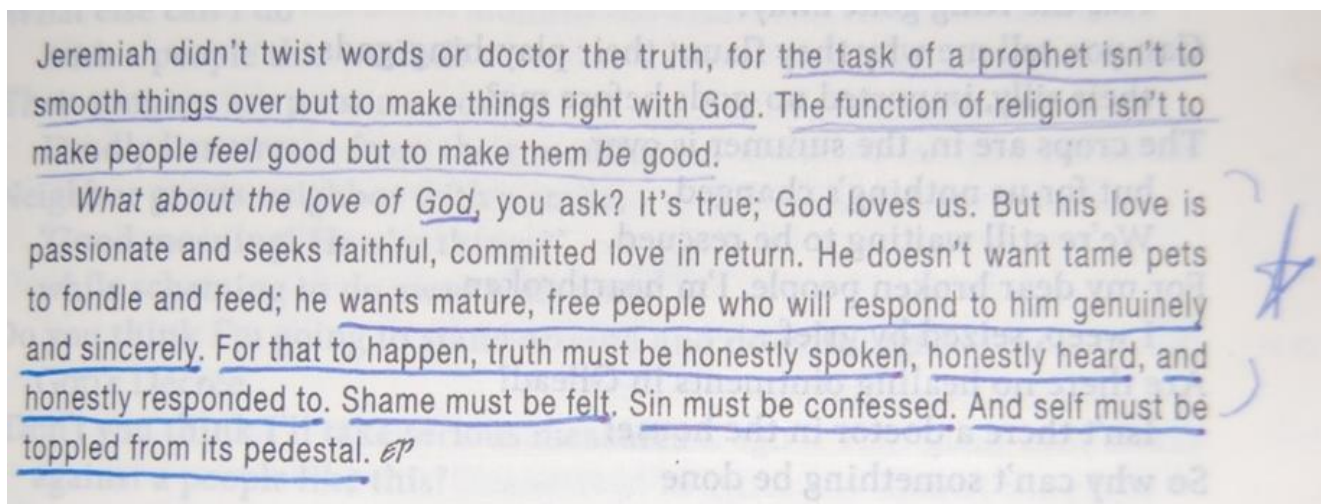 Jeremiah didn't twist words or doctor the truth, for the task of a prophet isn't to
smooth things over but to make things right with God. The function of religion isn't to
make people feel good but to make them be good.
What about the love of God, you ask? It's true; God loves us. But his love is
passionate and seeks faithful, committed love in return. He doesn't want tame pets
to fondle and feed; he wants mature, free people who will respond to him genuinely
and sincerely. For that to happen, truth must be honestly spoken, honestly heard, and
honestly responded to. Shame must be felt. Sin must be confessed. And self must be
toppled from its pedestal. EP